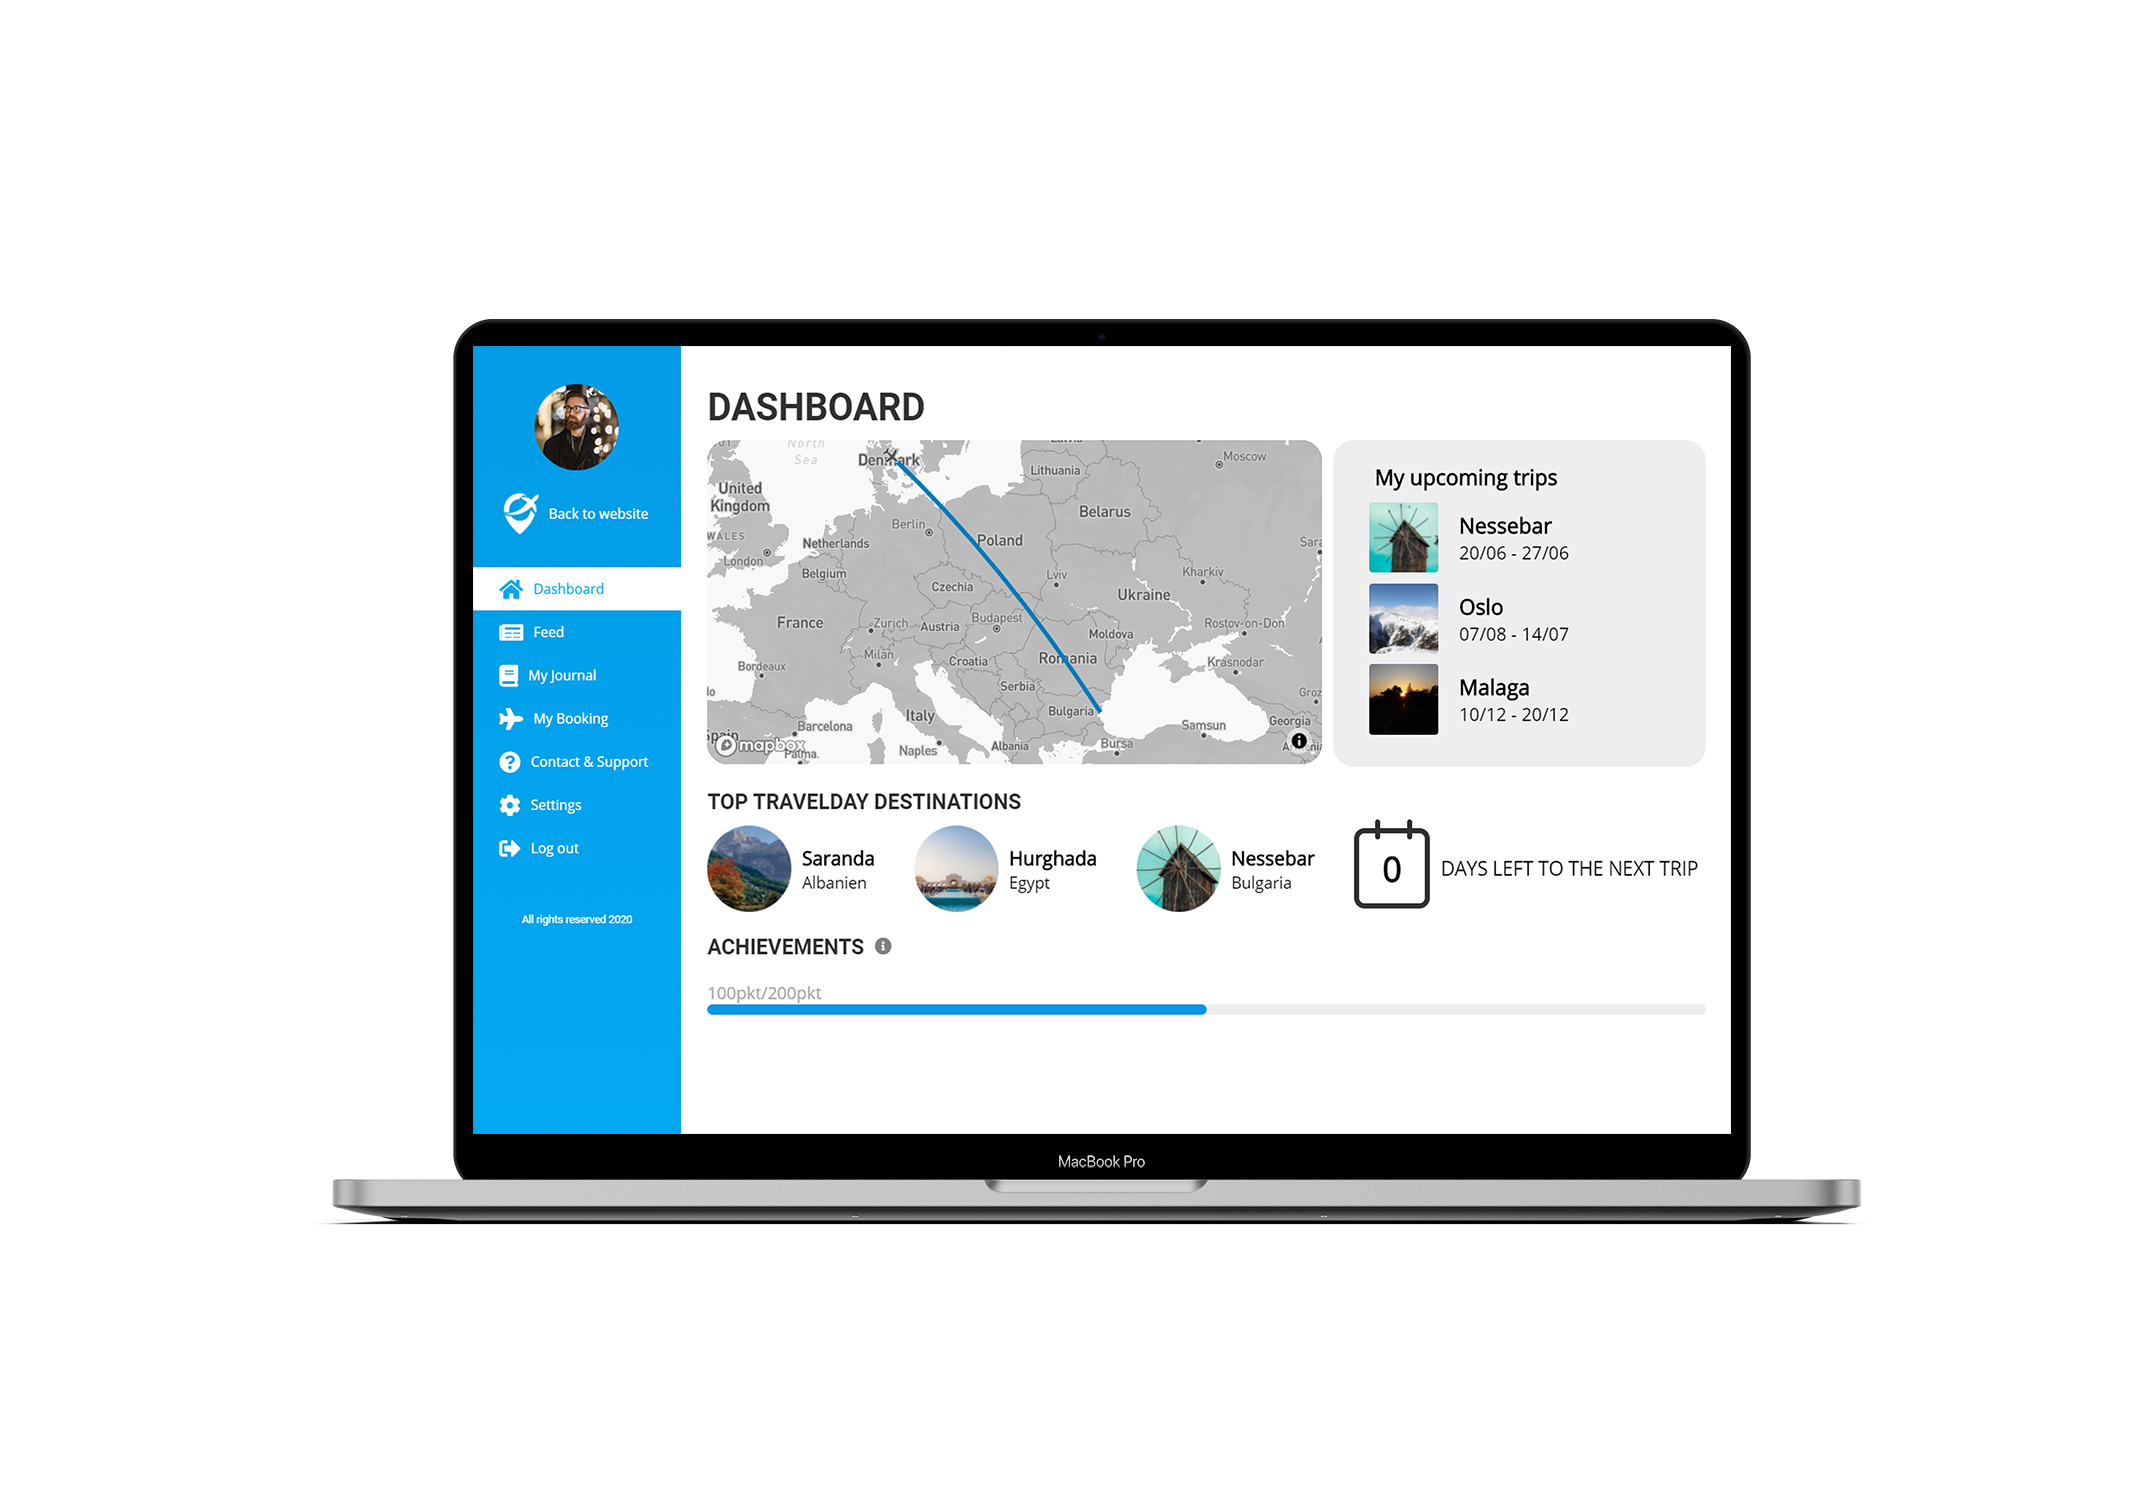 Back to website
Dashboard
Feed
My Journal
My Booking
Contact & Support
Settings
Log out
All rights reserved 2020
DASHBOARD
North
Sea
Denmark
Lithuania
Moscow
United
Kingdom
Belarus
WALES
Berlin
Netherlands
Poland
London
Belgium
Lviv
Kharkiv
Czechia
Ukraine
France
Zurich
Austria
Budapest
Moldova
Rostov-on-Don
Milan
Croatia
Romania
Krasnodar
Bordeaux
Serbia
Italy
Bulgaria
Barcelona
Samsun
Georgia
Spain
mapbox
Palma
Naples
Albania
Bursa
My upcoming trips
Nessebar
20/06 - 27/06
Oslo
07/08 - 14/07
Malaga
10/12 - 20/12
TOP TRAVELDAY DESTINATIONS
Saranda
Albanien
Hurghada
Egypt
Nessebar
Bulgaria
0
DAYS LEFT TO THE NEXT TRIP
ACHIEVEMENTS
100pkt/200pkt
MacBook Pro